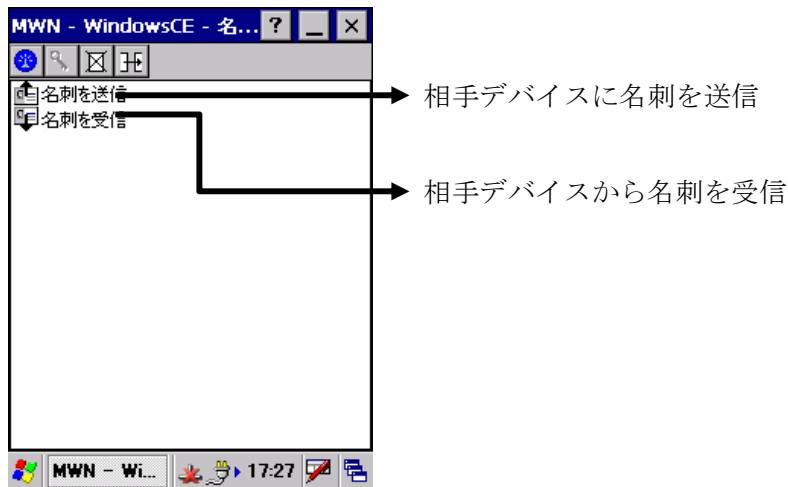 MWN - WindowsCE - 名...
名刺を送信
相手デバイスに名刺を送信
名刺を受信
相手デバイスから名刺を受信
MWN - Wi...
17:27